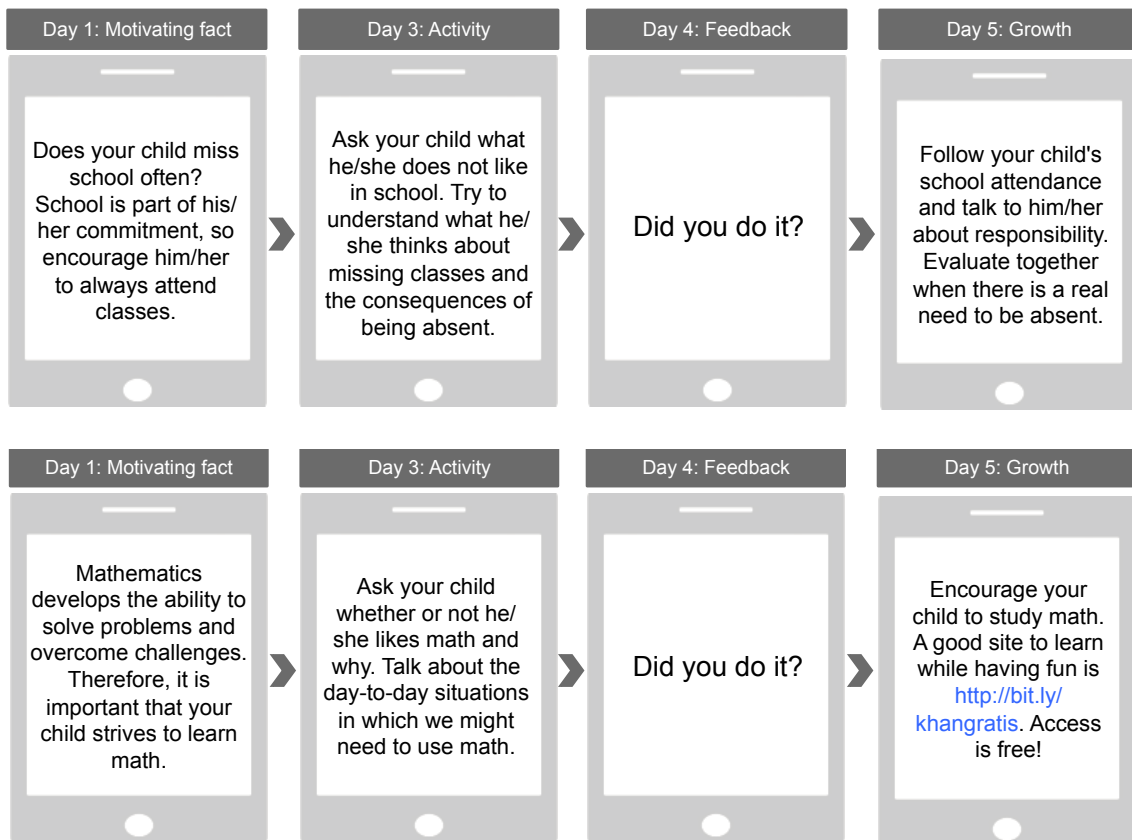 Day 1: Motivating fact
Does your child miss
school often?
School is part of his/
her commitment, so
encourage him/her
to always attend
classes.
Day 3: Activity
Ask your child what
he/she does not like
in school. Try to
understand what he/
she thinks about
missing classes and
the consequences of
being absent.
Day 4: Feedback
Did you do it?
Day 5: Growth
Follow your child's
school attendance
and talk to him/her
about responsibility.
Evaluate together
when there is a real
need to be absent.
Day 1: Motivating fact
Mathematics
develops the ability to
solve problems and
overcome challenges.
Therefore, it is
important that your
child strives to learn
math.
Day 3: Activity
Ask your child
whether or not he/
she likes math and
why. Talk about the
day-to-day situations
in which we might
need to use math.
Day 4: Feedback
Did you do it?
Day 5: Growth
Encourage your
child to study math.
A good site to learn
while having fun is
http://bit.ly/
khangratis. Access
is free!